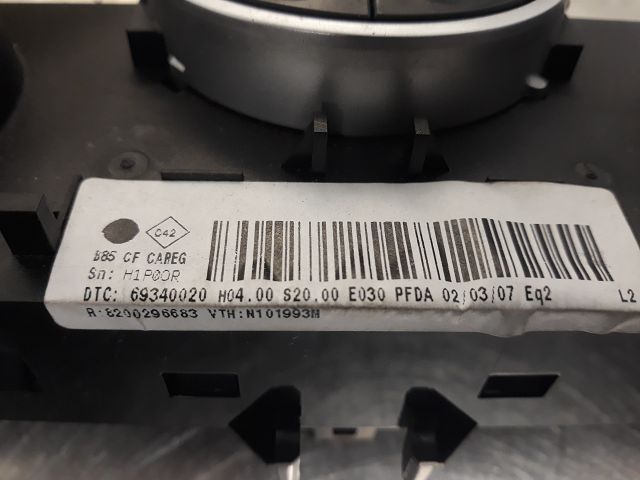 C42
B85 CF CAREG
Sn: H1P0OR
DTC: 69340020 H04.00 S20.00 E030 PFDA 02/03/07 Eq2 L2
R:8200296683 VTH:N101993M